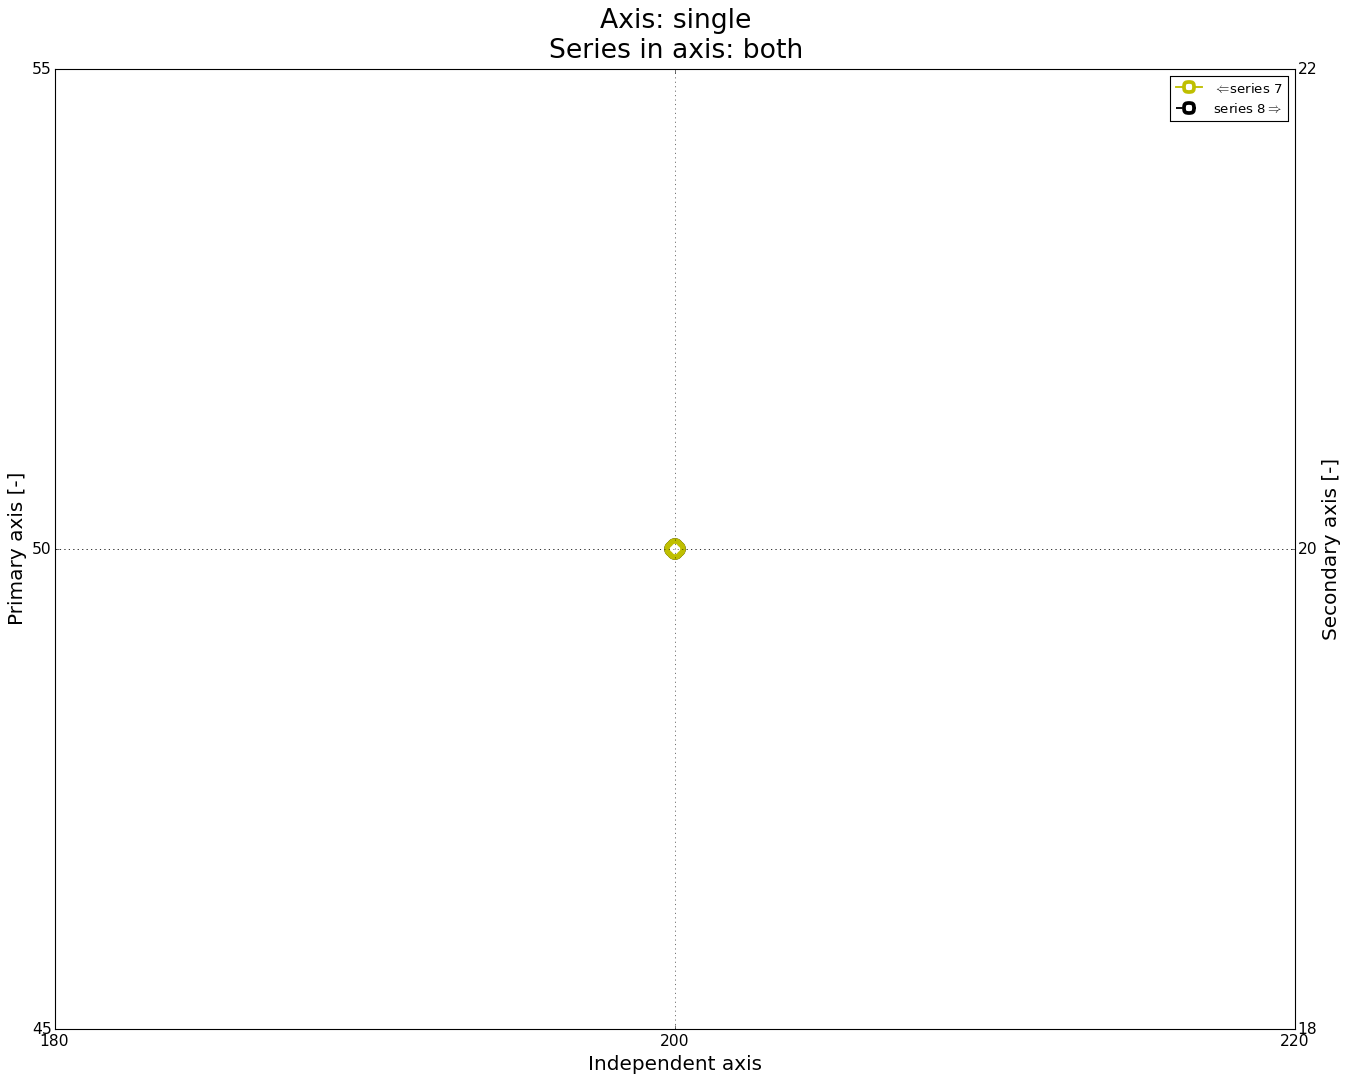 Axis: single
Series in axis: both
55
22
⇐series 7
series 8⇒
Primary axis [-]
50
20
Secondary axis [-]
45
18
180
200
220
Independent axis